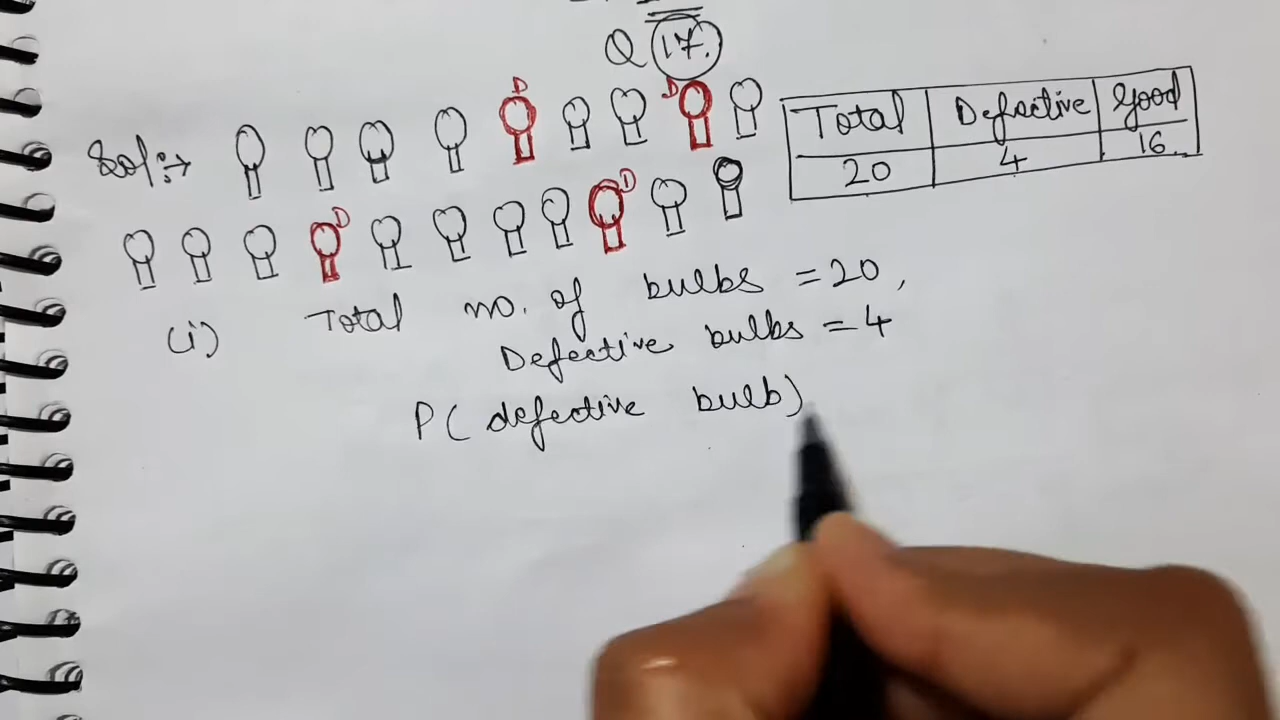 Q 17.
D D
Total Defective Good
20 4 16
Sol:→
D D
(i) Total no. of bulbs = 20,
Defective bulbs = 4
P( defective bulb)